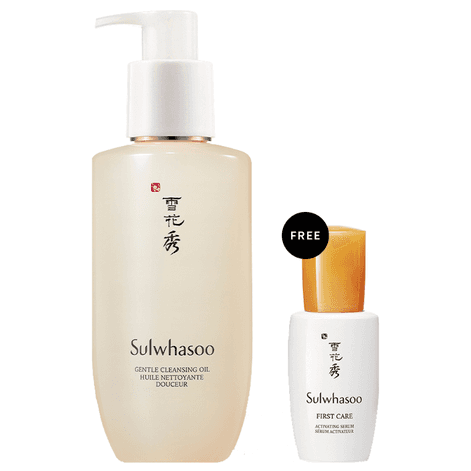 雪花秀
Sulwhasoo
GENTLE CLEANSING OIL
HUILE NETTOYANTE
DOUCEUR
FREE
雪花秀
Sulwhasoo
FIRST CARE
ACTIVATING SERUM
SÉRUM ACTIVATEUR